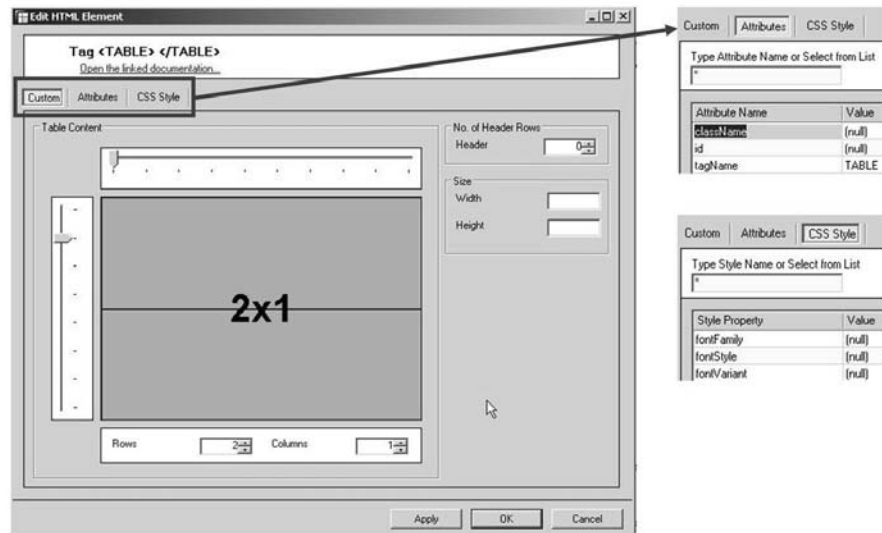 Edit HTML Element
Tag <TABLE> </TABLE>
Open the linked documentation...
Custom Attributes CSS Style
Table Content
2x1
Rows 2 Columns 1
No. of Header Rows
Header 0
Size
Width
Height
Apply OK Cancel
Custom Attributes CSS Style
Type Attribute Name or Select from List
*
Attribute Name Value
className (null)
id (null)
tagName TABLE
Custom Attributes CSS Style
Type Style Name or Select from List
*
Style Property Value
fontFamily (null)
fontStyle (null)
fontVariant (null)